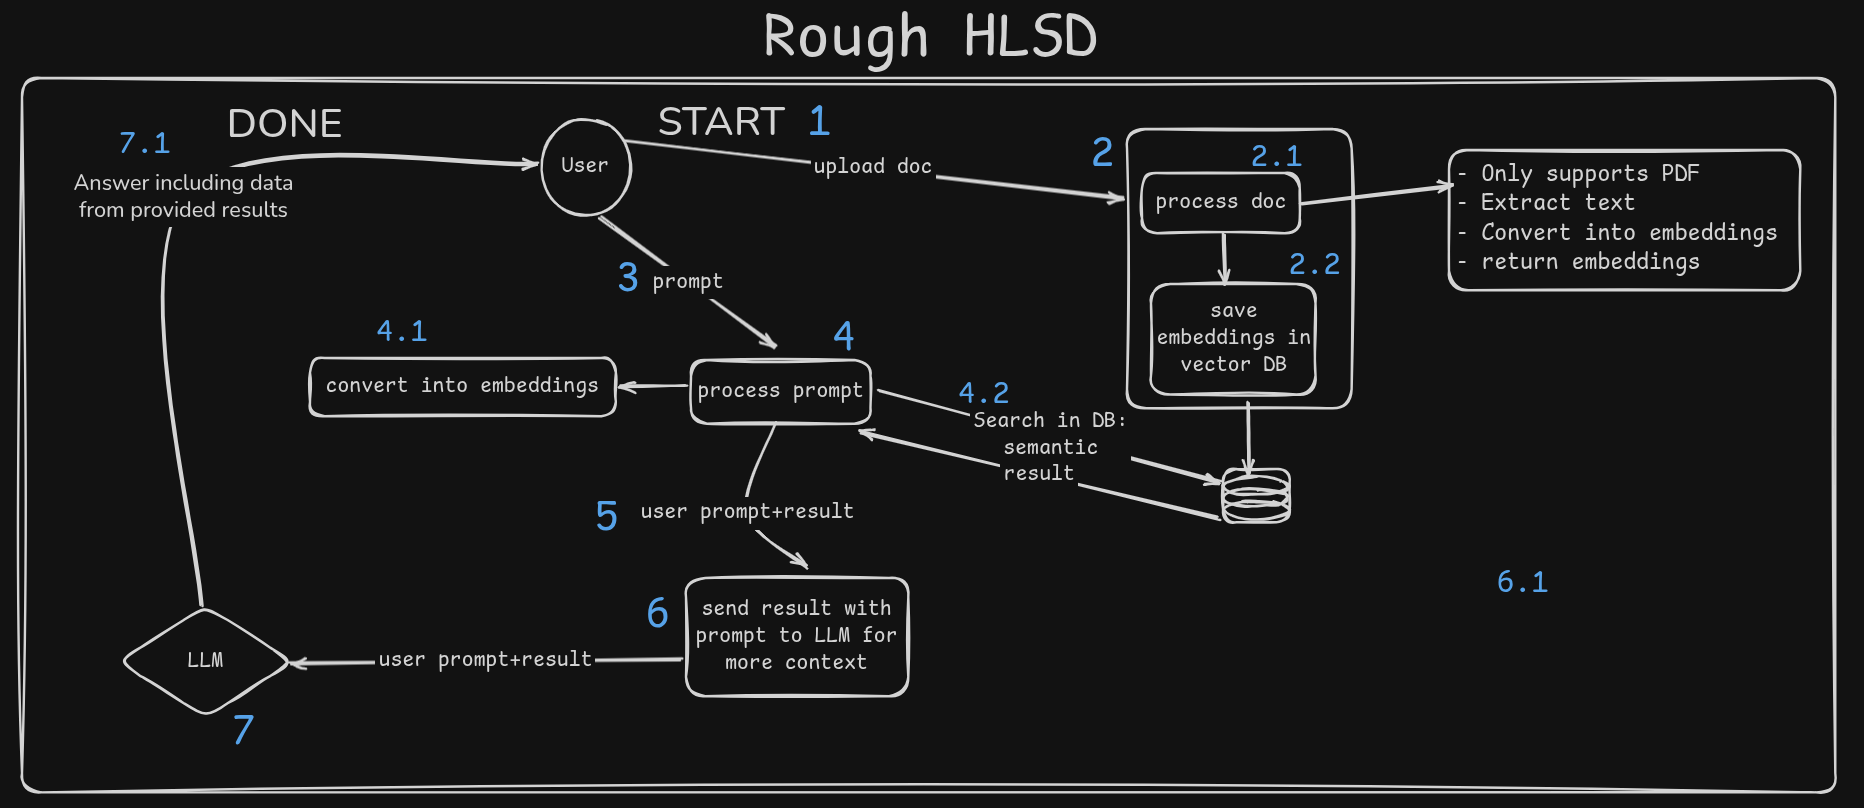 Rough HLSD
DONE
START
1
7.1
Answer including data
from provided results
User
upload doc
2
2.1
process doc
- Only supports PDF
- Extract text
- Convert into embeddings
- return embeddings
2.2
save
embeddings in
vector DB
3
prompt
4
4.1
convert into embeddings
process prompt
4.2
Search in DB:
semantic
result
5
user prompt+result
6
send result with
prompt to LLM for
more context
6.1
user prompt+result
LLM
7